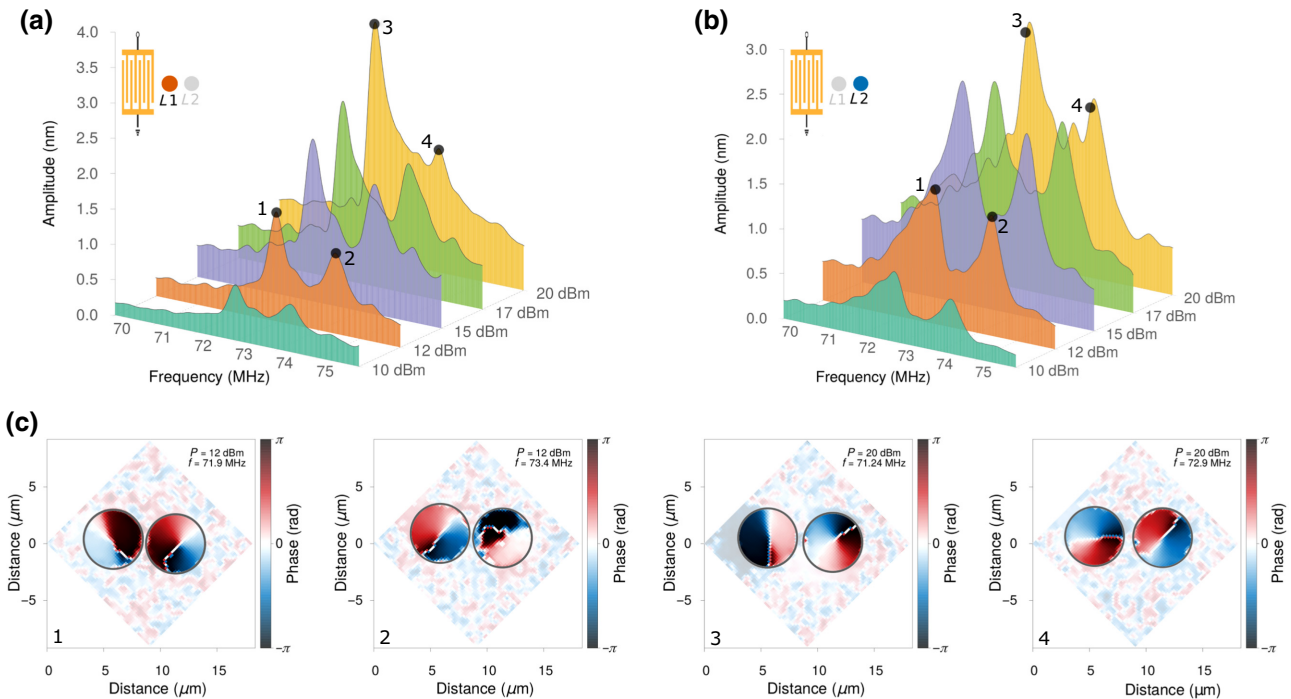 (a)
4.0
3.0
2.0
1.5
1.0
0.5
0.0
Amplitude (nm)
L1 L2
1
2
3
4
70
71
72
73
74
75
Frequency (MHz)
10 dBm
12 dBm
15 dBm
17 dBm
20 dBm
(b)
3.0
2.5
2.0
1.5
1.0
0.5
0.0
Amplitude (nm)
L1 L2
1
2
3
4
70
71
72
73
74
75
Frequency (MHz)
10 dBm
12 dBm
15 dBm
17 dBm
20 dBm
(c)
P = 12 dBm
f = 71.9 MHz
5
0
−5
Distance (µm)
1
0 5 10 15
Distance (µm)
π
0
−π
Phase (rad)
P = 12 dBm
f = 73.4 MHz
5
0
−5
Distance (µm)
2
0 5 10 15
Distance (µm)
π
0
−π
Phase (rad)
P = 20 dBm
f = 71.24 MHz
5
0
−5
Distance (µm)
3
0 5 10 15
Distance (µm)
π
0
−π
Phase (rad)
P = 20 dBm
f = 72.9 MHz
5
0
−5
Distance (µm)
4
0 5 10 15
Distance (µm)
π
0
−π
Phase (rad)